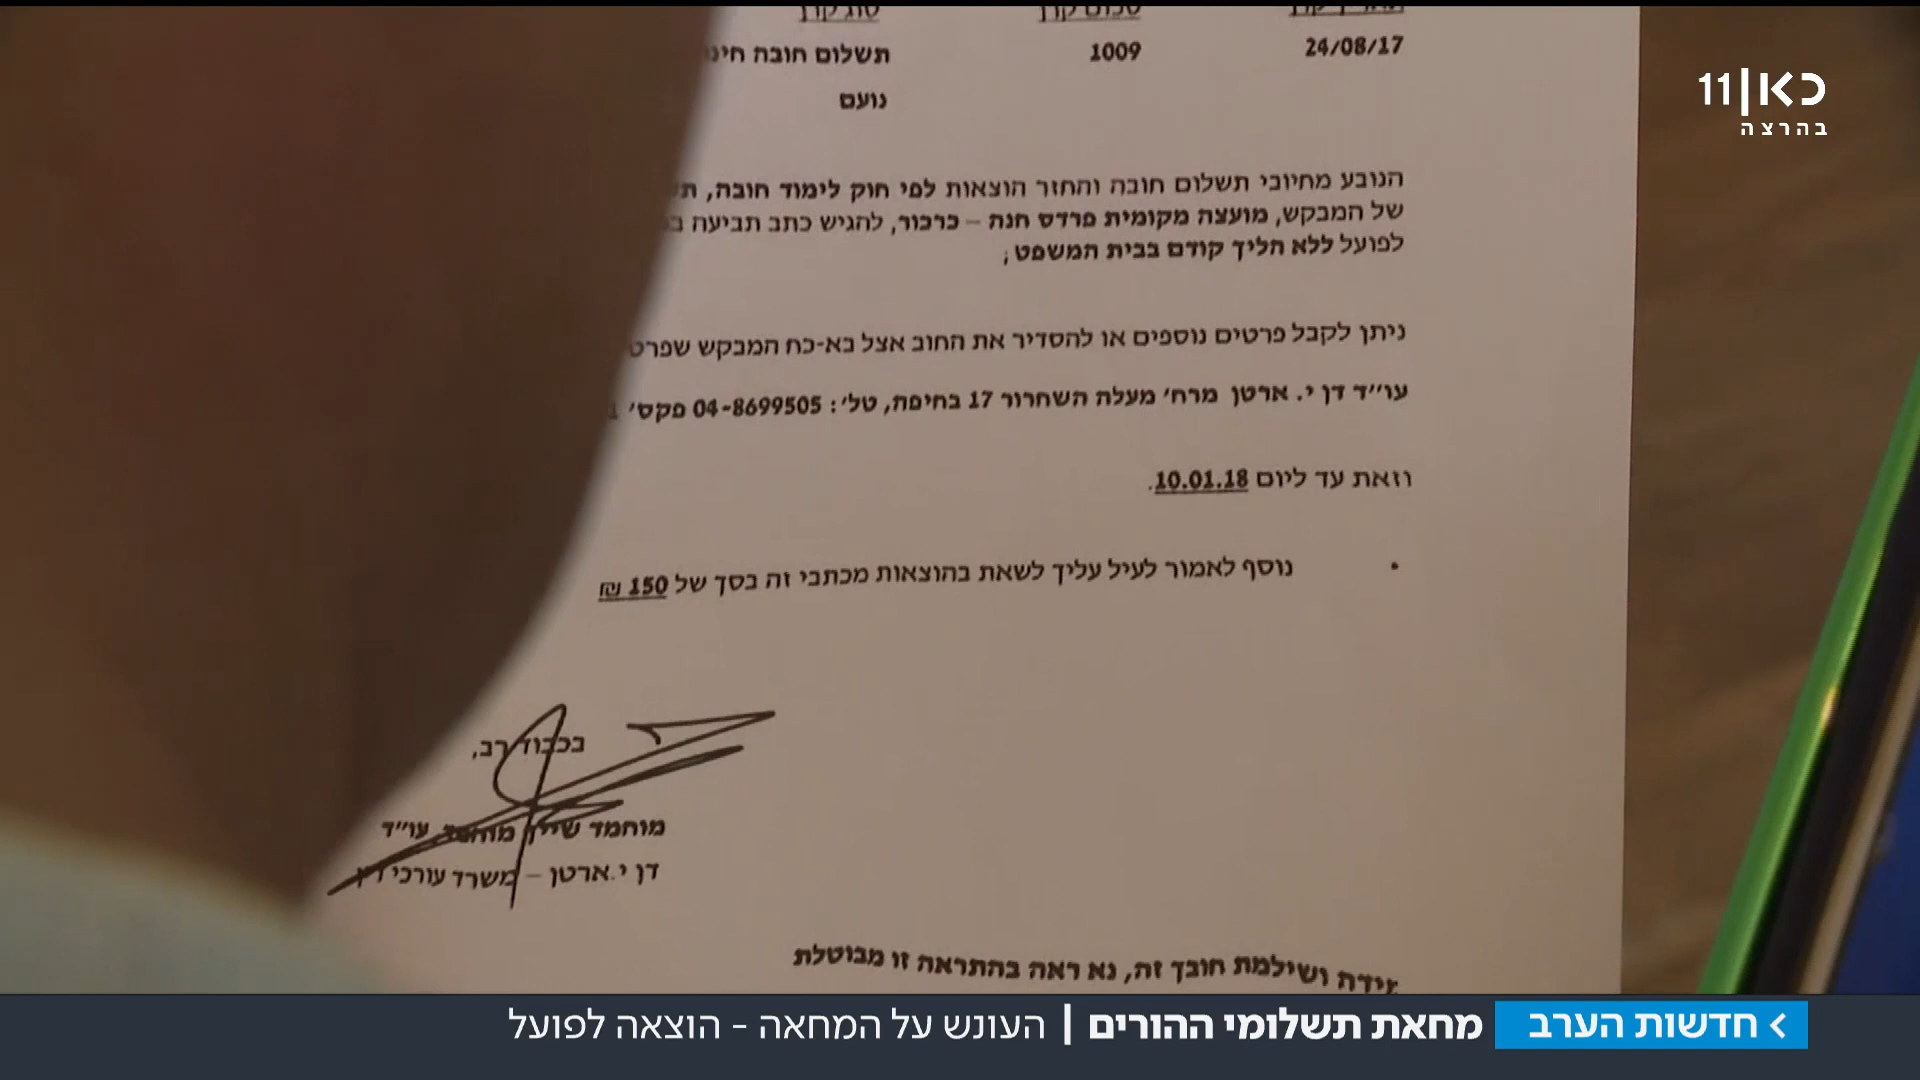 כאן 11
בהרצה
24/08/17 1009 תשלום חובה
נועם
הנובע מחיובי תשלום חובה והחזר הוצאות לפי חוק לימוד חובה,
של המבקש, מועצה מקומית פרדס חנה – כרכור, להגיש כתב תביעה
לפועל ללא הליך קודם בבית המשפט;
ניתן לקבל פרטים נוספים או להסדיר את החוב אצל בא-כח המבקש
עו״ד דן י. ארטן מרח׳ מעלה השחרור 17 בחיפה, טל׳: 04-8699505 פקס׳
וזאת עד ליום 10.01.18.
• נוסף לאמור לעיל עליך לשאת בהוצאות מכתבי זה בסך של 150 ₪
בכבוד רב,
מוחמד שייך מוחמד, עו״ד
דן י.ארטן – משרד עורכי דין
מידה ושילמת חובך זה, נא ראה בהתראה זו מבוטלת
חדשות הערב מחאת תשלומי ההורים | העונש על המחאה - הוצאה לפועל